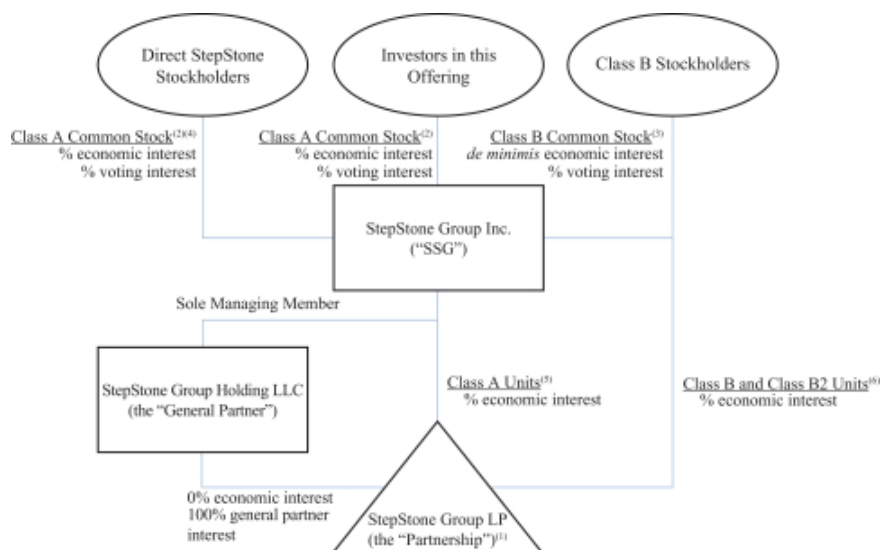 Direct StepStone
Stockholders
Investors in this
Offering
Class B Stockholders
Class A Common Stock(2)(4)
% economic interest
% voting interest
Class A Common Stock(2)
% economic interest
% voting interest
Class B Common Stock(3)
de minimis economic interest
% voting interest
StepStone Group Inc.
(“SSG”)
Sole Managing Member
StepStone Group Holding LLC
(the “General Partner”)
Class A Units(5)
% economic interest
Class B and Class B2 Units(6)
% economic interest
0% economic interest
100% general partner
interest
StepStone Group LP
(the “Partnership”)(1)